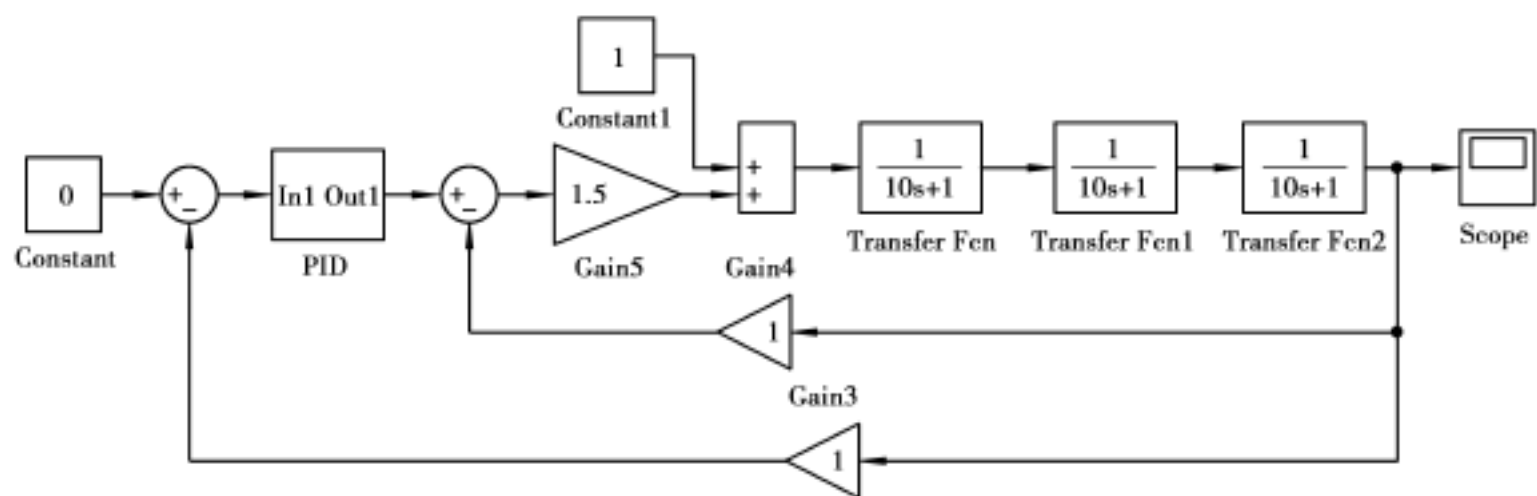 1
Constant1
0
Constant
+
−
In1 Out1
PID
+
−
1.5
Gain5
+
+
1
10s+1
Transfer Fcn
1
10s+1
Transfer Fcn1
1
10s+1
Transfer Fcn2
Scope
Gain4
1
Gain3
1